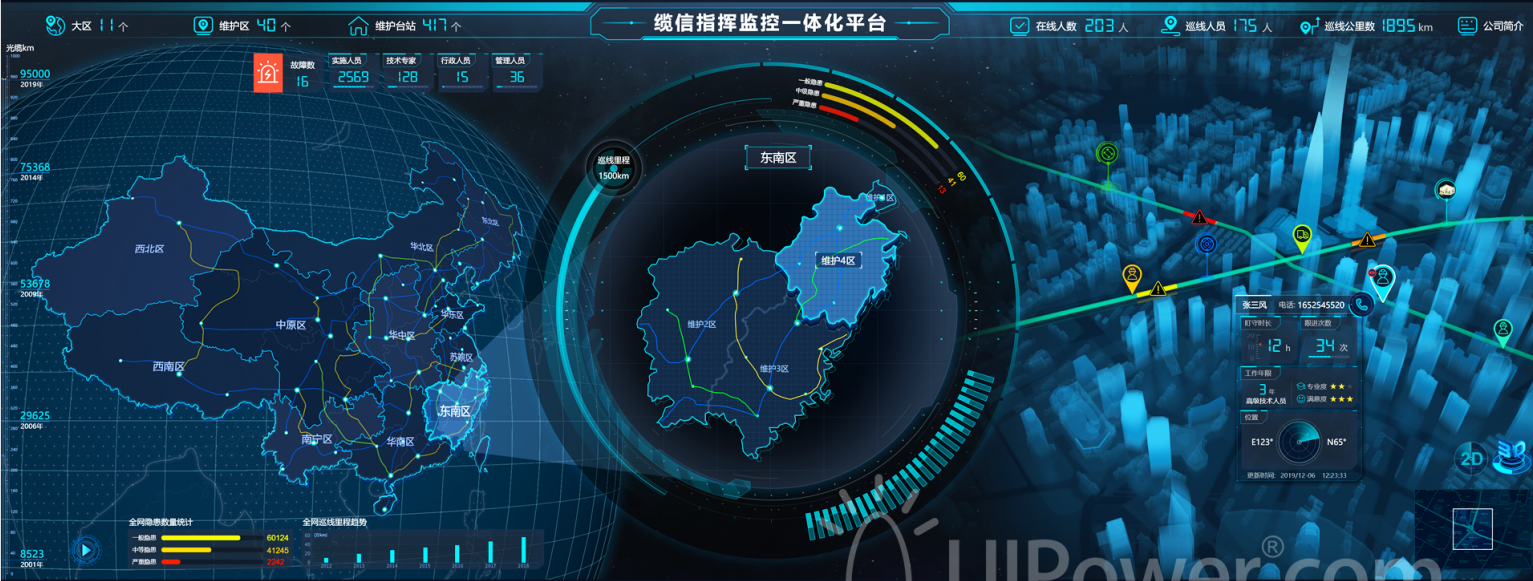 缆信指挥监控一体化平台
大区 11 个
维护区 40 个
维护台站 417 个
在线人数 203 人
巡线人员 175 人
巡线公里数 1895 km
公司简介
光缆km
95000
2019年
75368
2014年
53678
2009年
29625
2006年
8523
2001年
故障数
16
实施人员
2569
技术专家
128
行政人员
15
管理人员
36
西北区
华北区
中原区
华东区
华中区
苏皖区
西南区
东南区
南宁区
华南区
全网隐患数量统计
一般隐患 60124
中等隐患 41245
严重隐患 2242
全网巡线里程趋势
60
40
20
0
2012 2013 2014 2015 2016 2017 2018
巡线里程
1500km
一般隐患 60
中级隐患 41
严重隐患 13
东南区
维护4区
维护2区
维护3区
张三风 电话: 1652545520
盯守时长
12 h
跟进次数
34 次
工作年限
3 年
高级技术人员
专业度
满意度
位置
E123° N65°
更新时间: 2019/12-06 12:23:33
2D
3D
UIPower.com
®